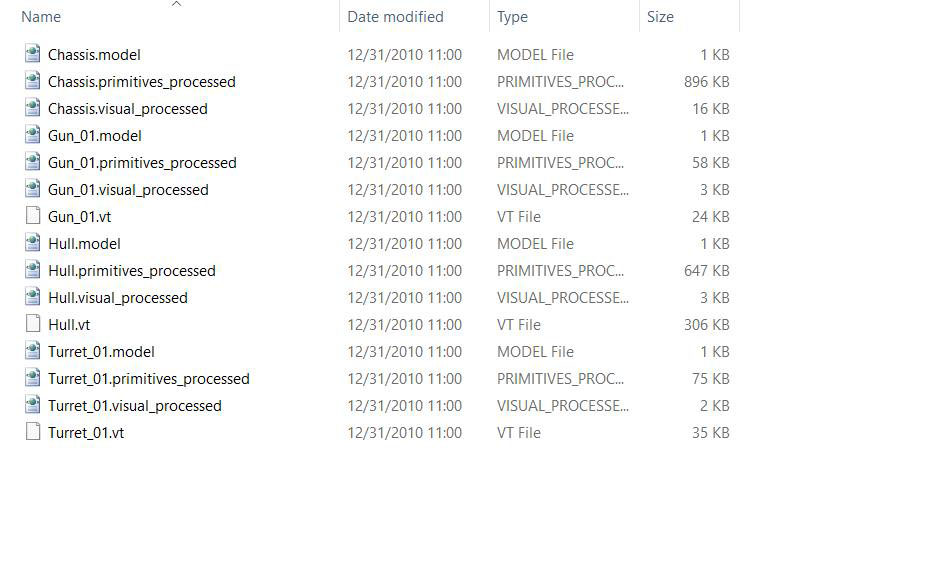 Name Date modified Type Size
Chassis.model 12/31/2010 11:00 MODEL File 1 KB
Chassis.primitives_processed 12/31/2010 11:00 PRIMITIVES_PROC... 896 KB
Chassis.visual_processed 12/31/2010 11:00 VISUAL_PROCESSE... 16 KB
Gun_01.model 12/31/2010 11:00 MODEL File 1 KB
Gun_01.primitives_processed 12/31/2010 11:00 PRIMITIVES_PROC... 58 KB
Gun_01.visual_processed 12/31/2010 11:00 VISUAL_PROCESSE... 3 KB
Gun_01.vt 12/31/2010 11:00 VT File 24 KB
Hull.model 12/31/2010 11:00 MODEL File 1 KB
Hull.primitives_processed 12/31/2010 11:00 PRIMITIVES_PROC... 647 KB
Hull.visual_processed 12/31/2010 11:00 VISUAL_PROCESSE... 3 KB
Hull.vt 12/31/2010 11:00 VT File 306 KB
Turret_01.model 12/31/2010 11:00 MODEL File 1 KB
Turret_01.primitives_processed 12/31/2010 11:00 PRIMITIVES_PROC... 75 KB
Turret_01.visual_processed 12/31/2010 11:00 VISUAL_PROCESSE... 2 KB
Turret_01.vt 12/31/2010 11:00 VT File 35 KB